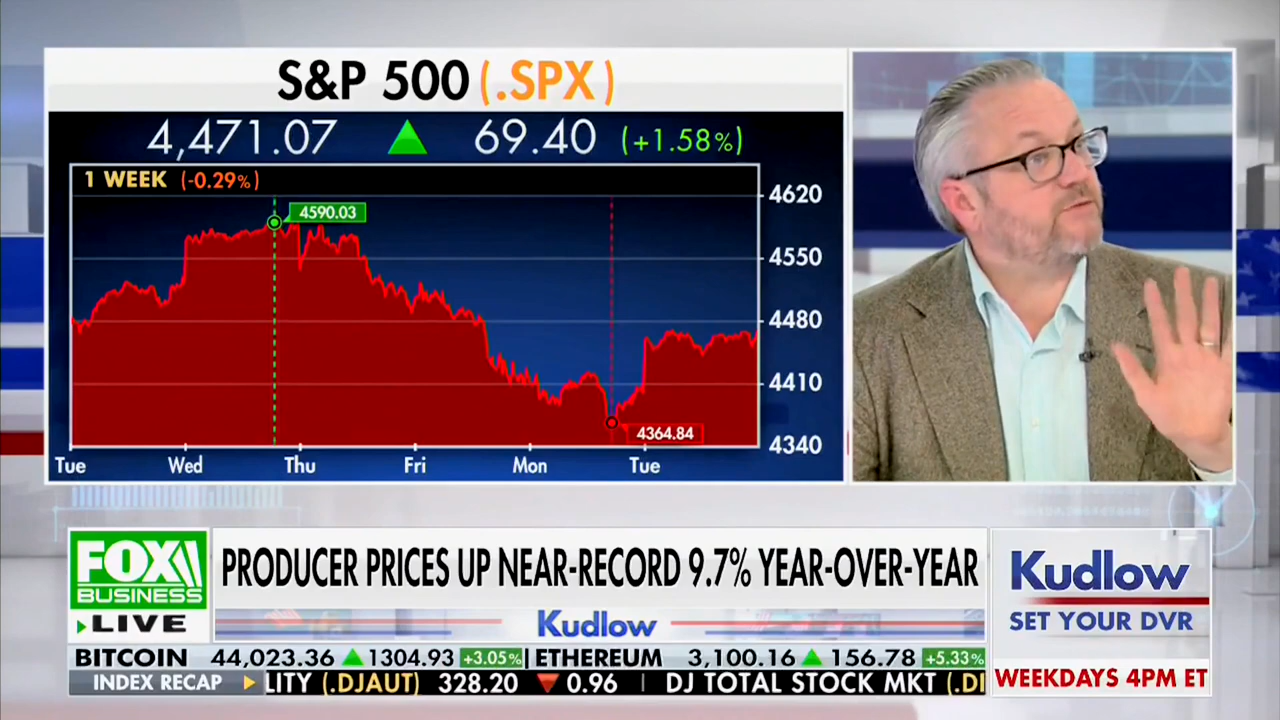 S&P 500 (.SPX)
4,471.07 ▲ 69.40 (+1.58%)
1 WEEK (-0.29%)
4590.03
4364.84
4620
4550
4480
4410
4340
Tue Wed Thu Fri Mon Tue
FOX
BUSINESS
LIVE
PRODUCER PRICES UP NEAR-RECORD 9.7% YEAR-OVER-YEAR
Kudlow
Kudlow
SET YOUR DVR
WEEKDAYS 4PM ET
BITCOIN 44,023.36 ▲ 1304.93 +3.05% ETHEREUM 3,100.16 ▲ 156.78 +5.33%
INDEX RECAP LITY (.DJAUT) 328.20 ▼ 0.96 | DJ TOTAL STOCK MKT (.DI